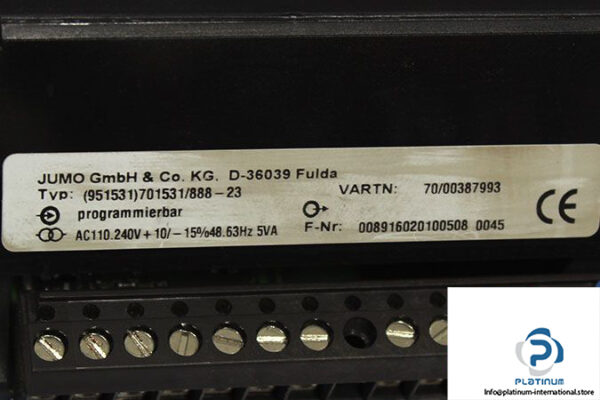 JUMO GmbH & Co. KG. D-36039 Fulda
Typ: (951531)701531/888-23 VARTN: 70/00387993
programmierbar F-Nr: 008916020100508 0045
AC110.240V+10/-15%48.63Hz 5VA
CE
PLATINUM
Info@platinum-international.store